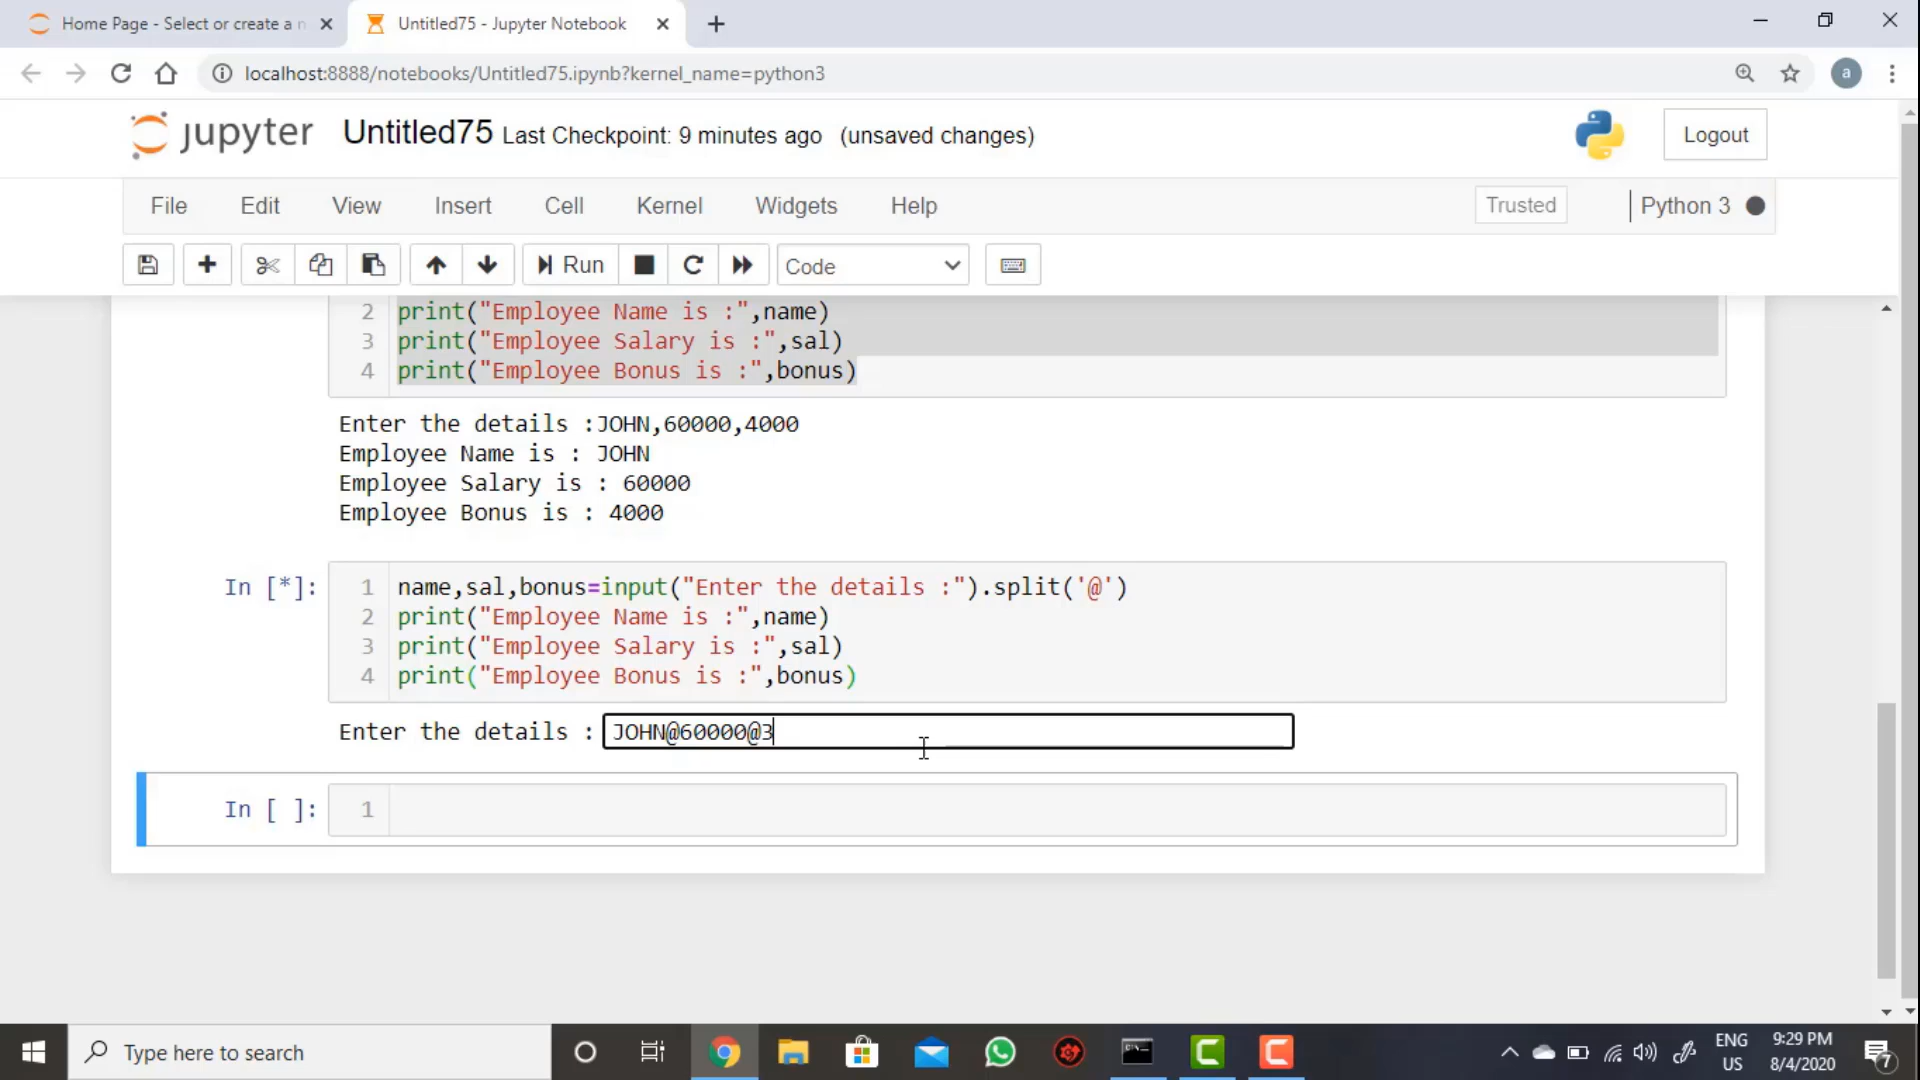 Home Page - Select or create a n
Untitled75 - Jupyter Notebook
localhost:8888/notebooks/Untitled75.ipynb?kernel_name=python3
a
jupyter Untitled75 Last Checkpoint: 9 minutes ago (unsaved changes)
Logout
File Edit View Insert Cell Kernel Widgets Help
Trusted
Python 3
Run
Code
2 print("Employee Name is :",name)
3 print("Employee Salary is :",sal)
4 print("Employee Bonus is :",bonus)
Enter the details :JOHN,60000,4000
Employee Name is : JOHN
Employee Salary is : 60000
Employee Bonus is : 4000
In [*]:
1 name,sal,bonus=input("Enter the details :").split('@')
2 print("Employee Name is :",name)
3 print("Employee Salary is :",sal)
4 print("Employee Bonus is :",bonus)
Enter the details : JOHN@60000@3
In [ ]: 1
Type here to search
ENG
US
9:29 PM
8/4/2020
7